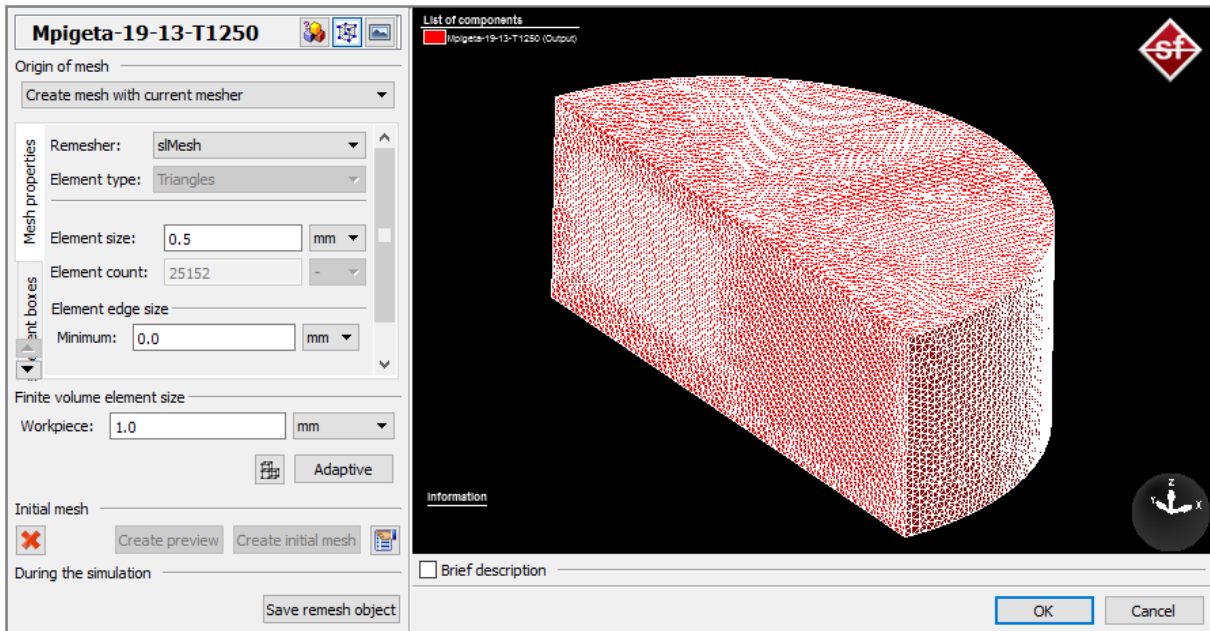 Mpigeta-19-13-T1250
Origin of mesh
Create mesh with current mesher
Mesh properties
Remesher: slMesh
Element type: Triangles
Element size: 0.5 mm
Element count: 25152 -
Element edge size
Minimum: 0.0 mm
ent boxes
Finite volume element size
Workpiece: 1.0 mm
Adaptive
Initial mesh
Create preview Create initial mesh
During the simulation
Save remesh object
List of components
Mpigeta-19-13-T1250 (Output)
sf
Information
Z
Y
X
Brief description
OK Cancel